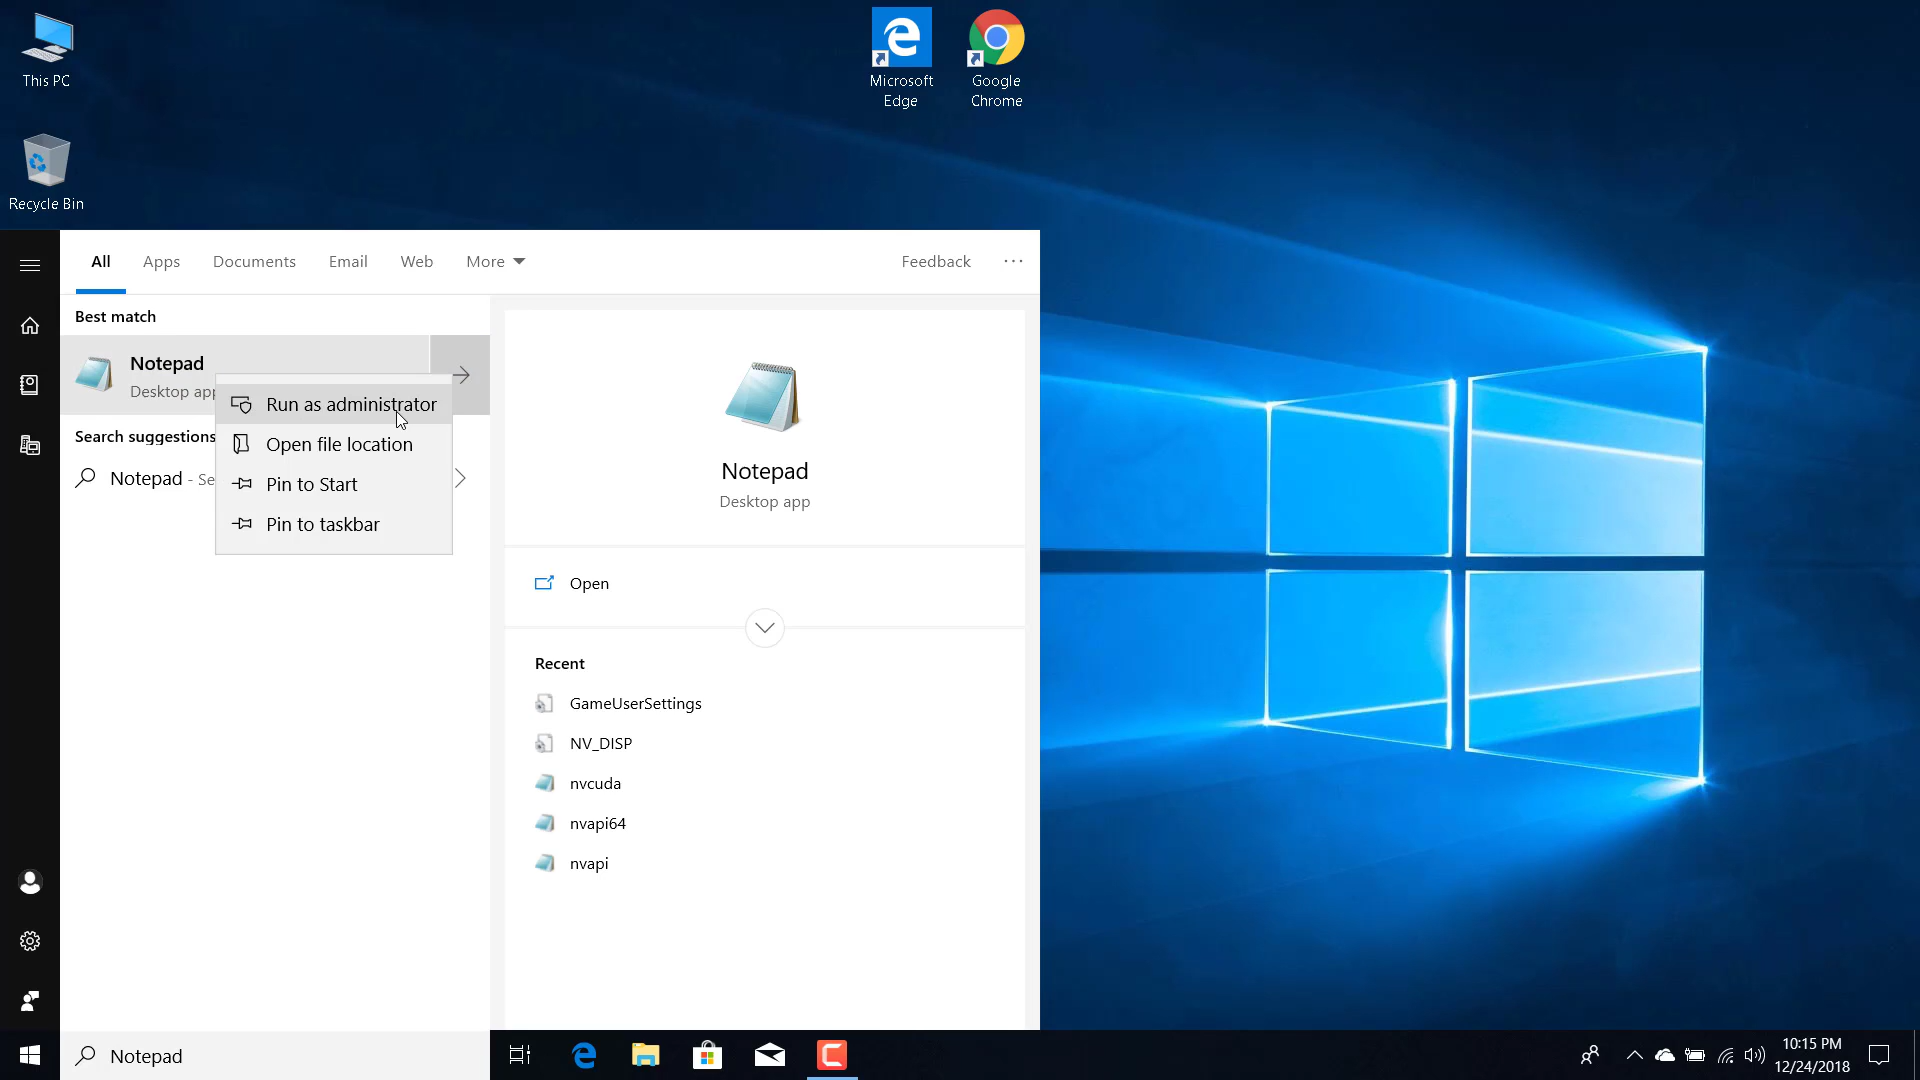 This PC
Microsoft
Edge
Google
Chrome
Recycle Bin
All
Apps
Documents
Email
Web
More
Feedback
Best match
Notepad
Desktop app
Run as administrator
Open file location
Pin to Start
Pin to taskbar
Search suggestions
Notepad - Se
Notepad
Desktop app
Open
Recent
GameUserSettings
NV_DISP
nvcuda
nvapi64
nvapi
Notepad
10:15 PM
12/24/2018